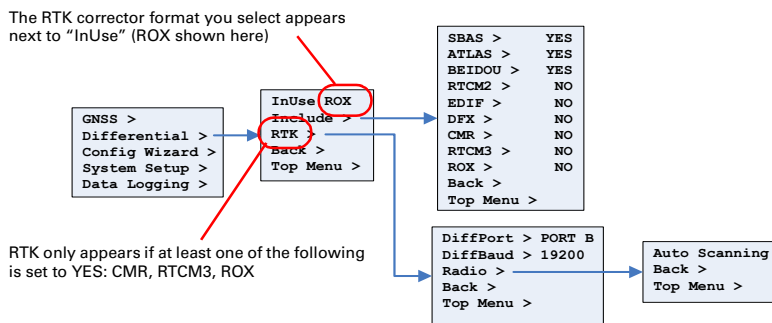 The RTK corrector format you select appears
next to “InUse” (ROX shown here)
GNSS >
Differential >
Config Wizard >
System Setup >
Data Logging >
InUse ROX
Include >
RTK >
Back >
Top Menu >
SBAS > YES
ATLAS > YES
BEIDOU > YES
RTCM2 > NO
EDIF > NO
DFX > NO
CMR > NO
RTCM3 > NO
ROX > NO
Back >
Top Menu >
RTK only appears if at least one of the following
is set to YES: CMR, RTCM3, ROX
DiffPort > PORT B
DiffBaud > 19200
Radio >
Back >
Top Menu >
Auto Scanning
Back >
Top Menu >